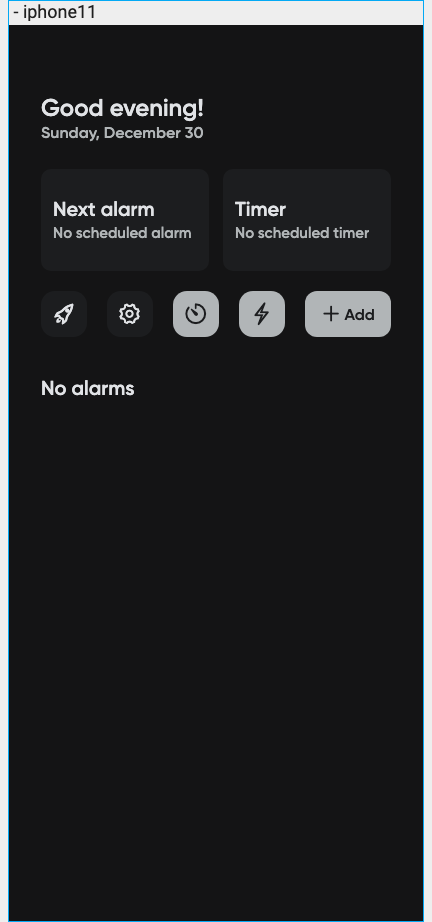 - iphone11
Good evening!
Sunday, December 30
Next alarm
No scheduled alarm
Timer
No scheduled timer
Add
No alarms